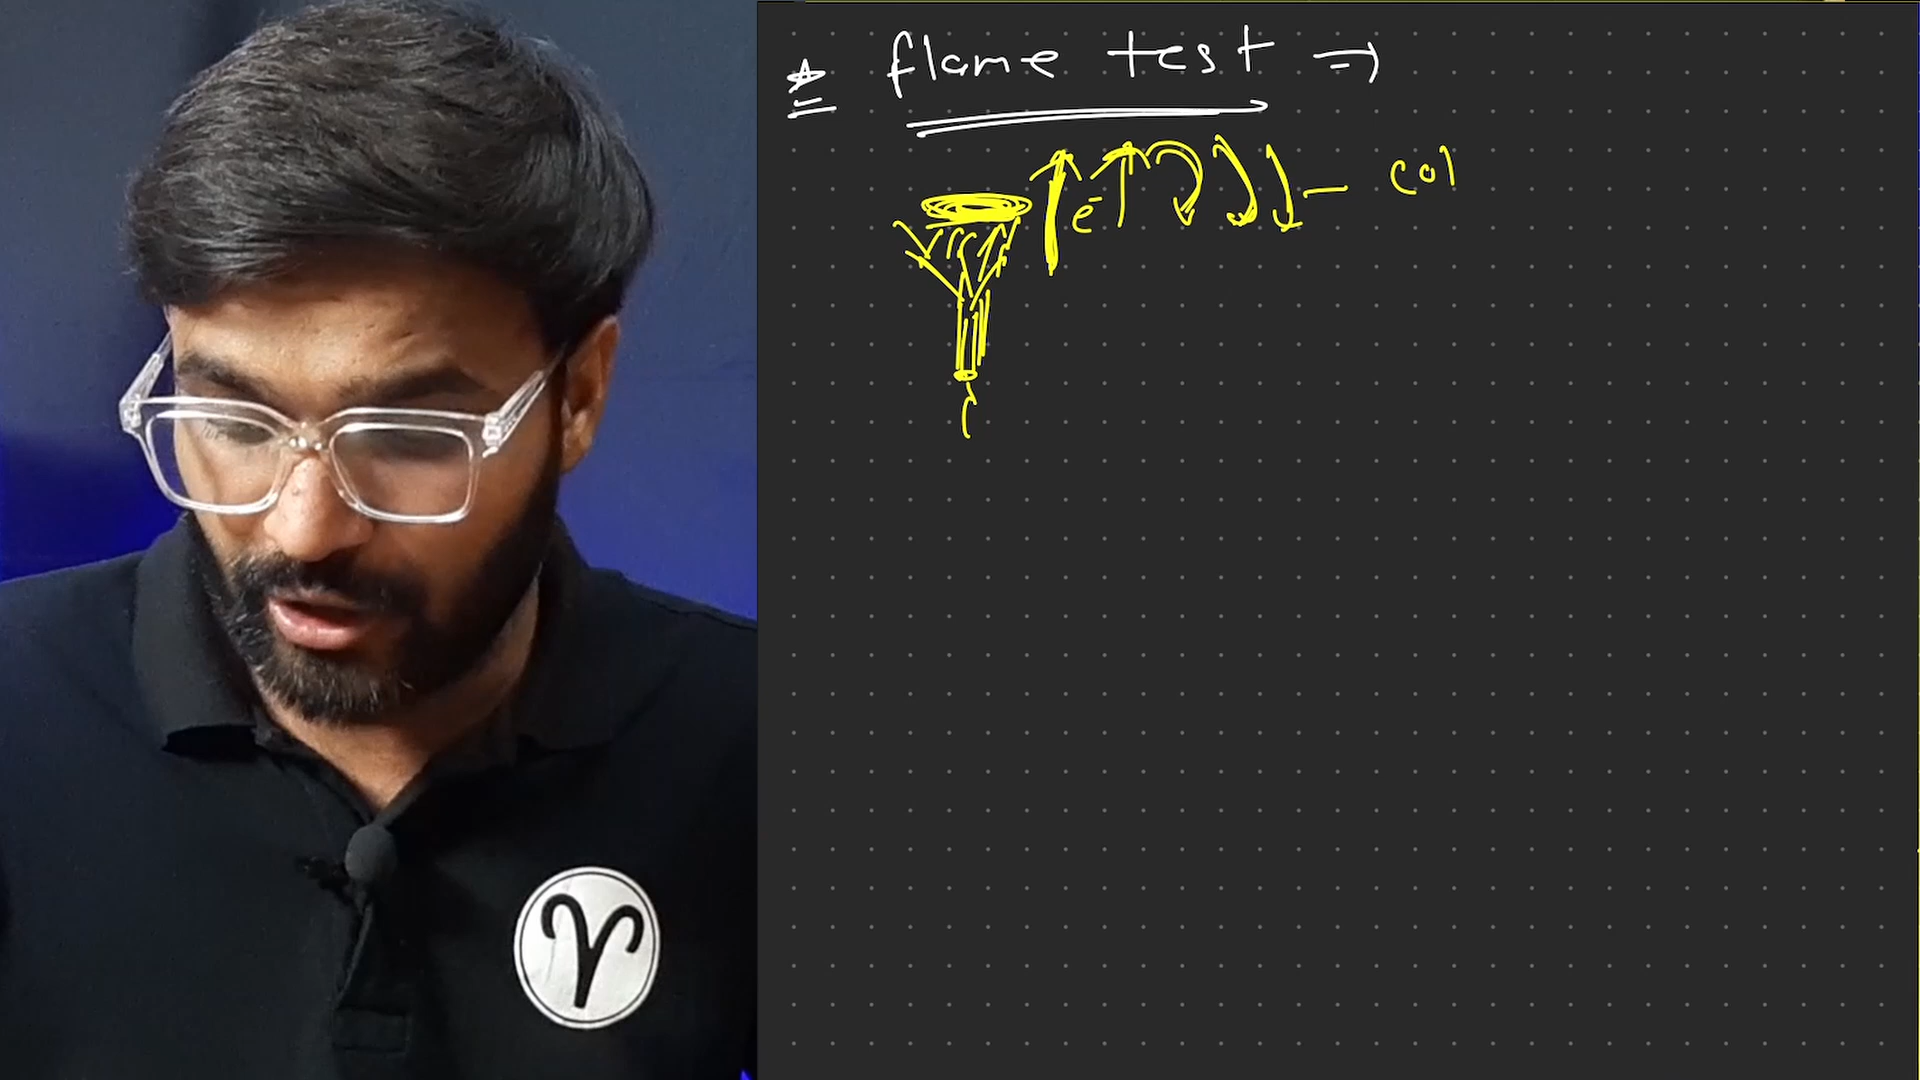 * flame test ⇒
e⁻ — col